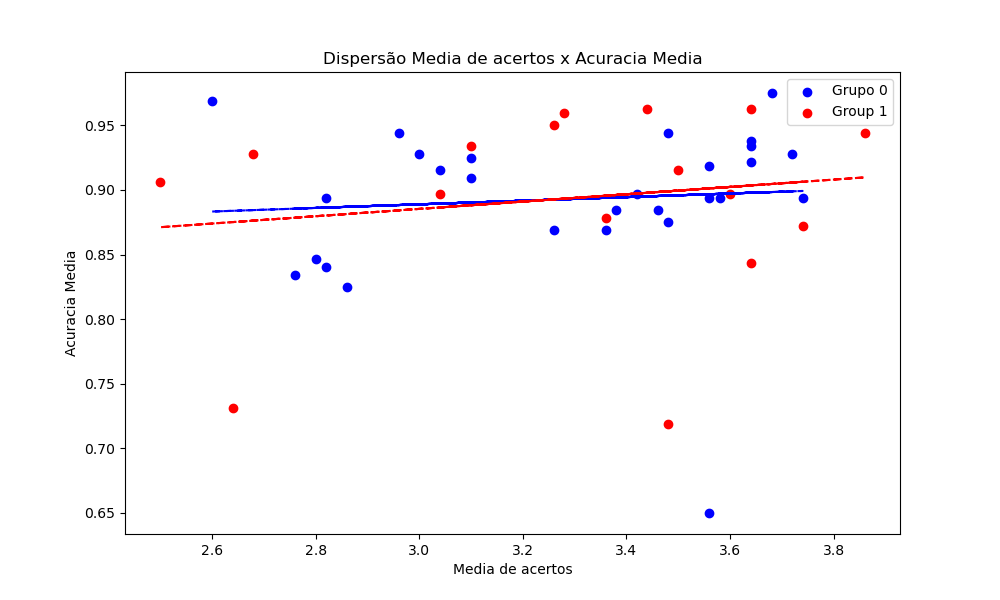 Dispersão Media de acertos x Acuracia Media
Grupo 0
Group 1
Acuracia Media
0.95
0.90
0.85
0.80
0.75
0.70
0.65
2.6 2.8 3.0 3.2 3.4 3.6 3.8
Media de acertos